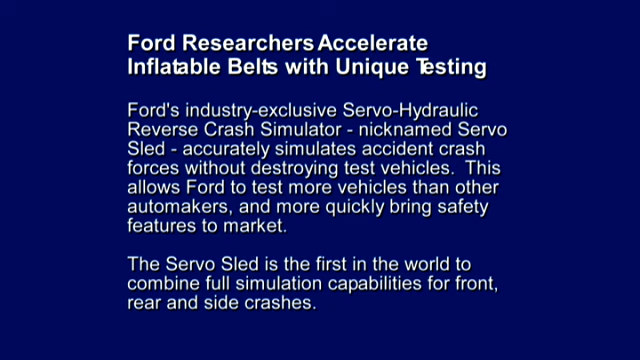 Ford Researchers Accelerate
Inflatable Belts with Unique Testing
Ford's industry-exclusive Servo-Hydraulic
Reverse Crash Simulator - nicknamed Servo
Sled - accurately simulates accident crash
forces without destroying test vehicles.  This
allows Ford to test more vehicles than other
automakers, and more quickly bring safety
features to market.
The Servo Sled is the first in the world to
combine full simulation capabilities for front,
rear and side crashes.